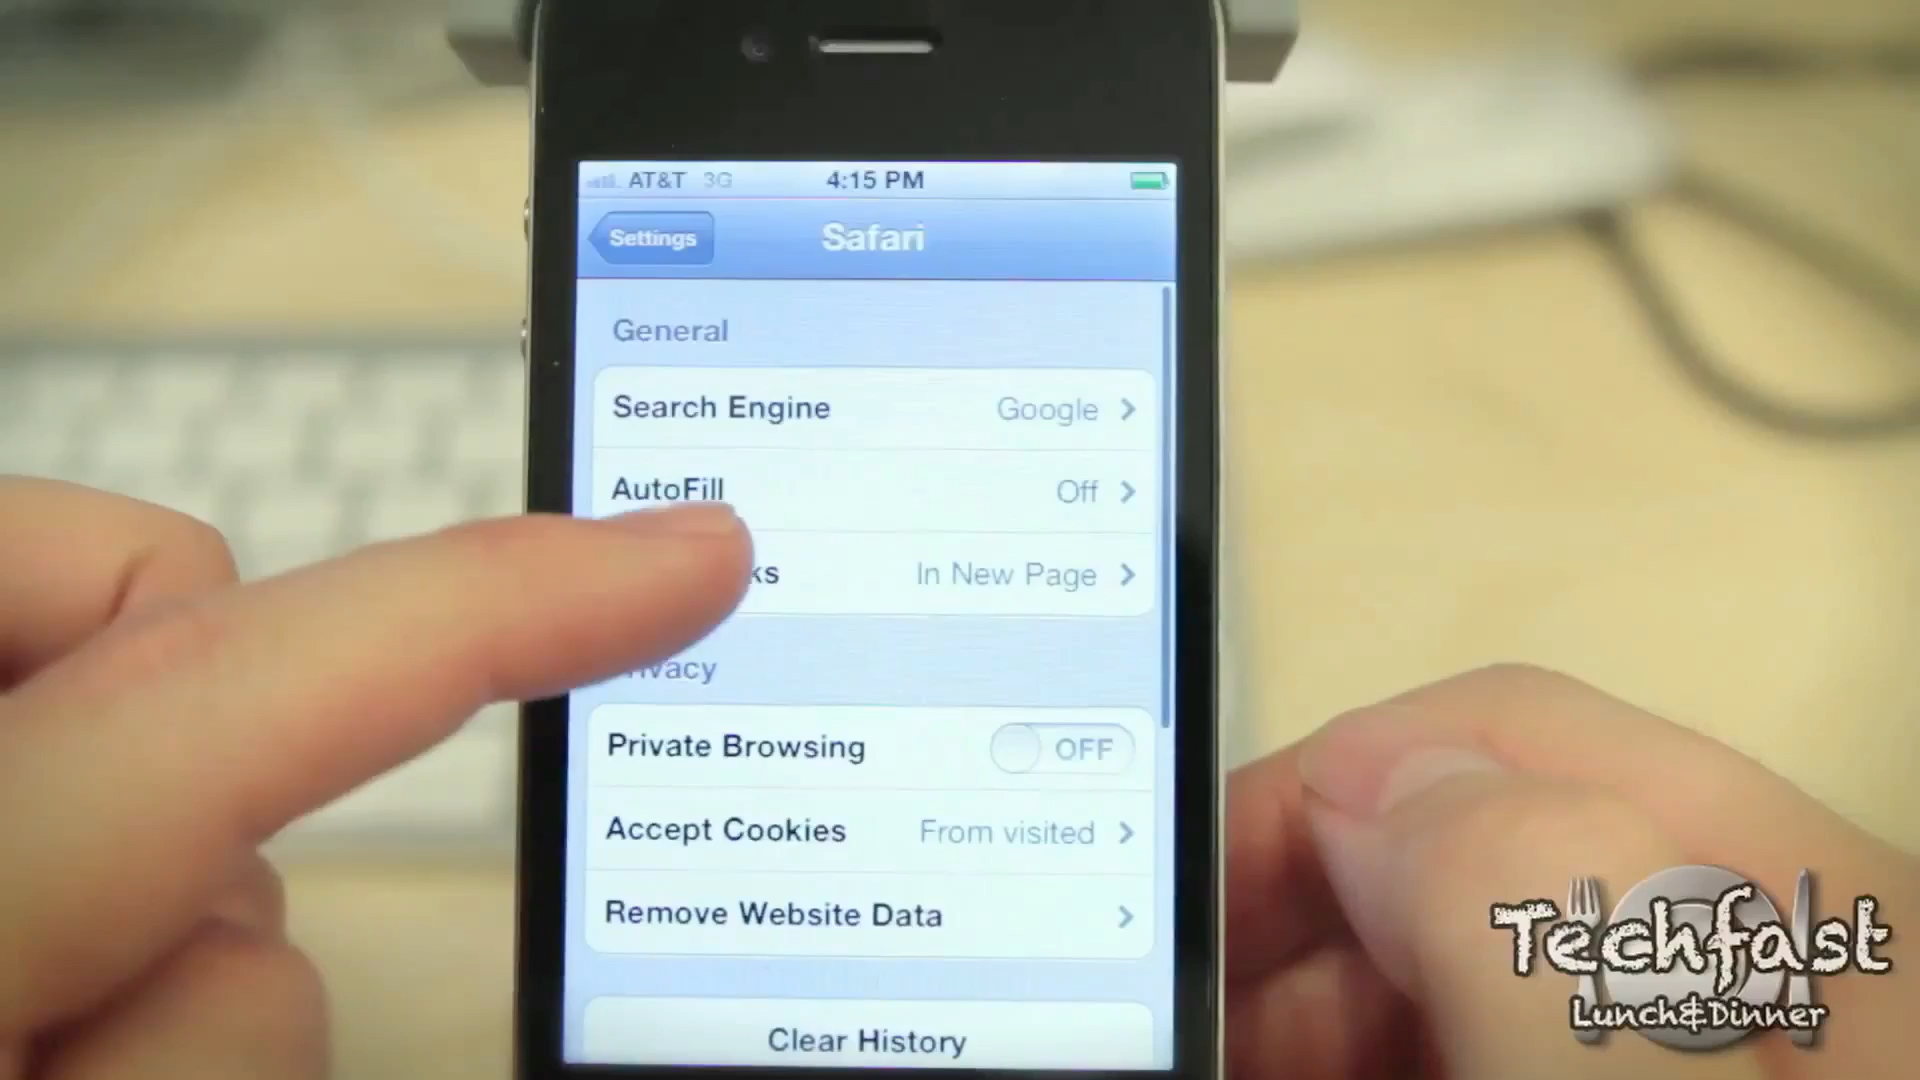 AT&T 3G 4:15 PM
Settings Safari
General
Search Engine Google
AutoFill Off
In New Page
Private Browsing OFF
Accept Cookies From visited
Remove Website Data
Clear History
Techfast
Lunch&Dinner